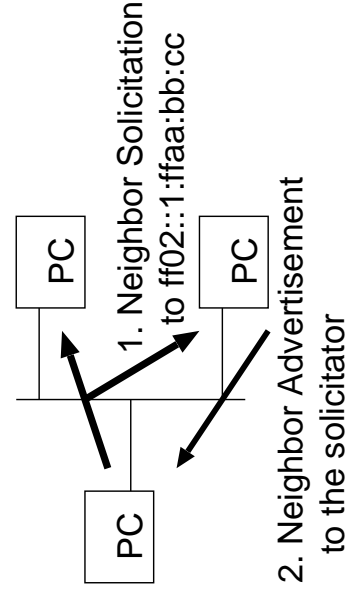 PC
PC
PC
1. Neighbor Solicitation
to ff02::1:ffaa:bb:cc
2. Neighbor Advertisement
to the solicitator